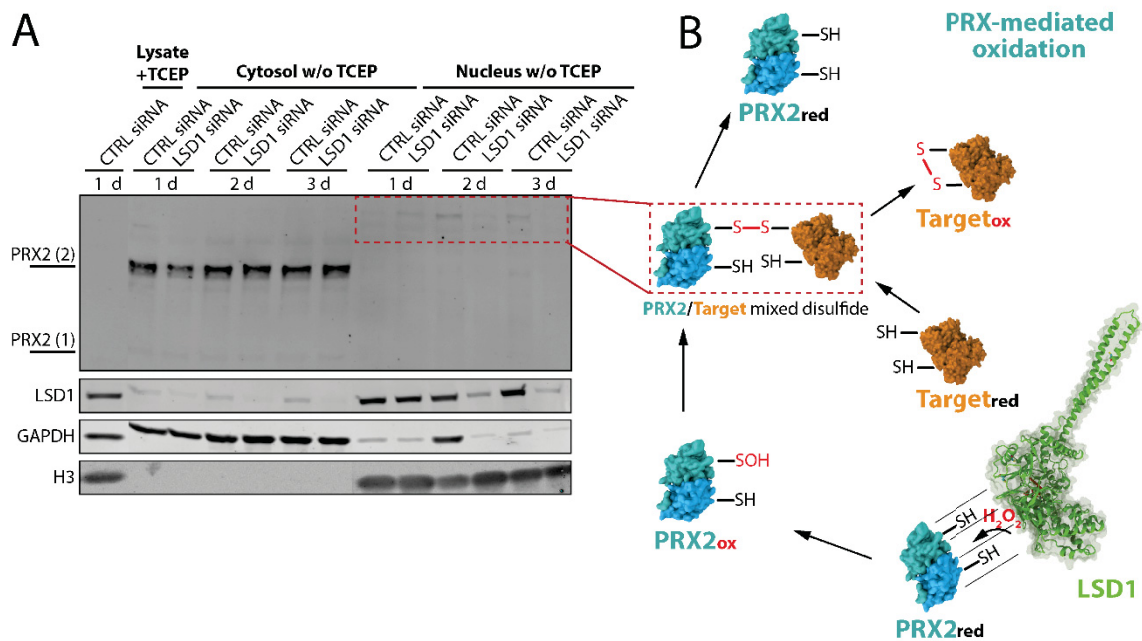 A
Lysate
+TCEP
Cytosol w/o TCEP
Nucleus w/o TCEP
CTRL siRNA
CTRL siRNA
LSD1 siRNA
CTRL siRNA
LSD1 siRNA
CTRL siRNA
LSD1 siRNA
CTRL siRNA
LSD1 siRNA
CTRL siRNA
LSD1 siRNA
CTRL siRNA
LSD1 siRNA
1 d
1 d
2 d
3 d
1 d
2 d
3 d
PRX2 (2)
PRX2 (1)
LSD1
GAPDH
H3
B
PRX-mediated
oxidation
SH
SH
PRX2red
S
S
Targetox
S S
SH
SH
PRX2/Target mixed disulfide
SH
SH
Targetred
SOH
SH
PRX2ox
SH
H2O2
SH
LSD1
PRX2red